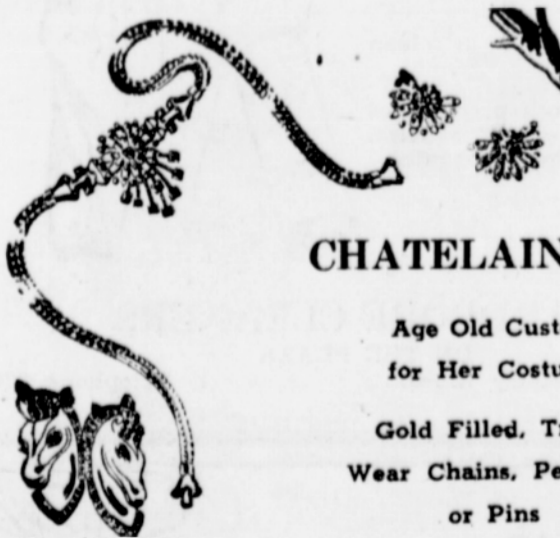 CHATELAIN
Age Old Cust
for Her Costu
Gold Filled, T
Wear Chains, Pe
or Pins